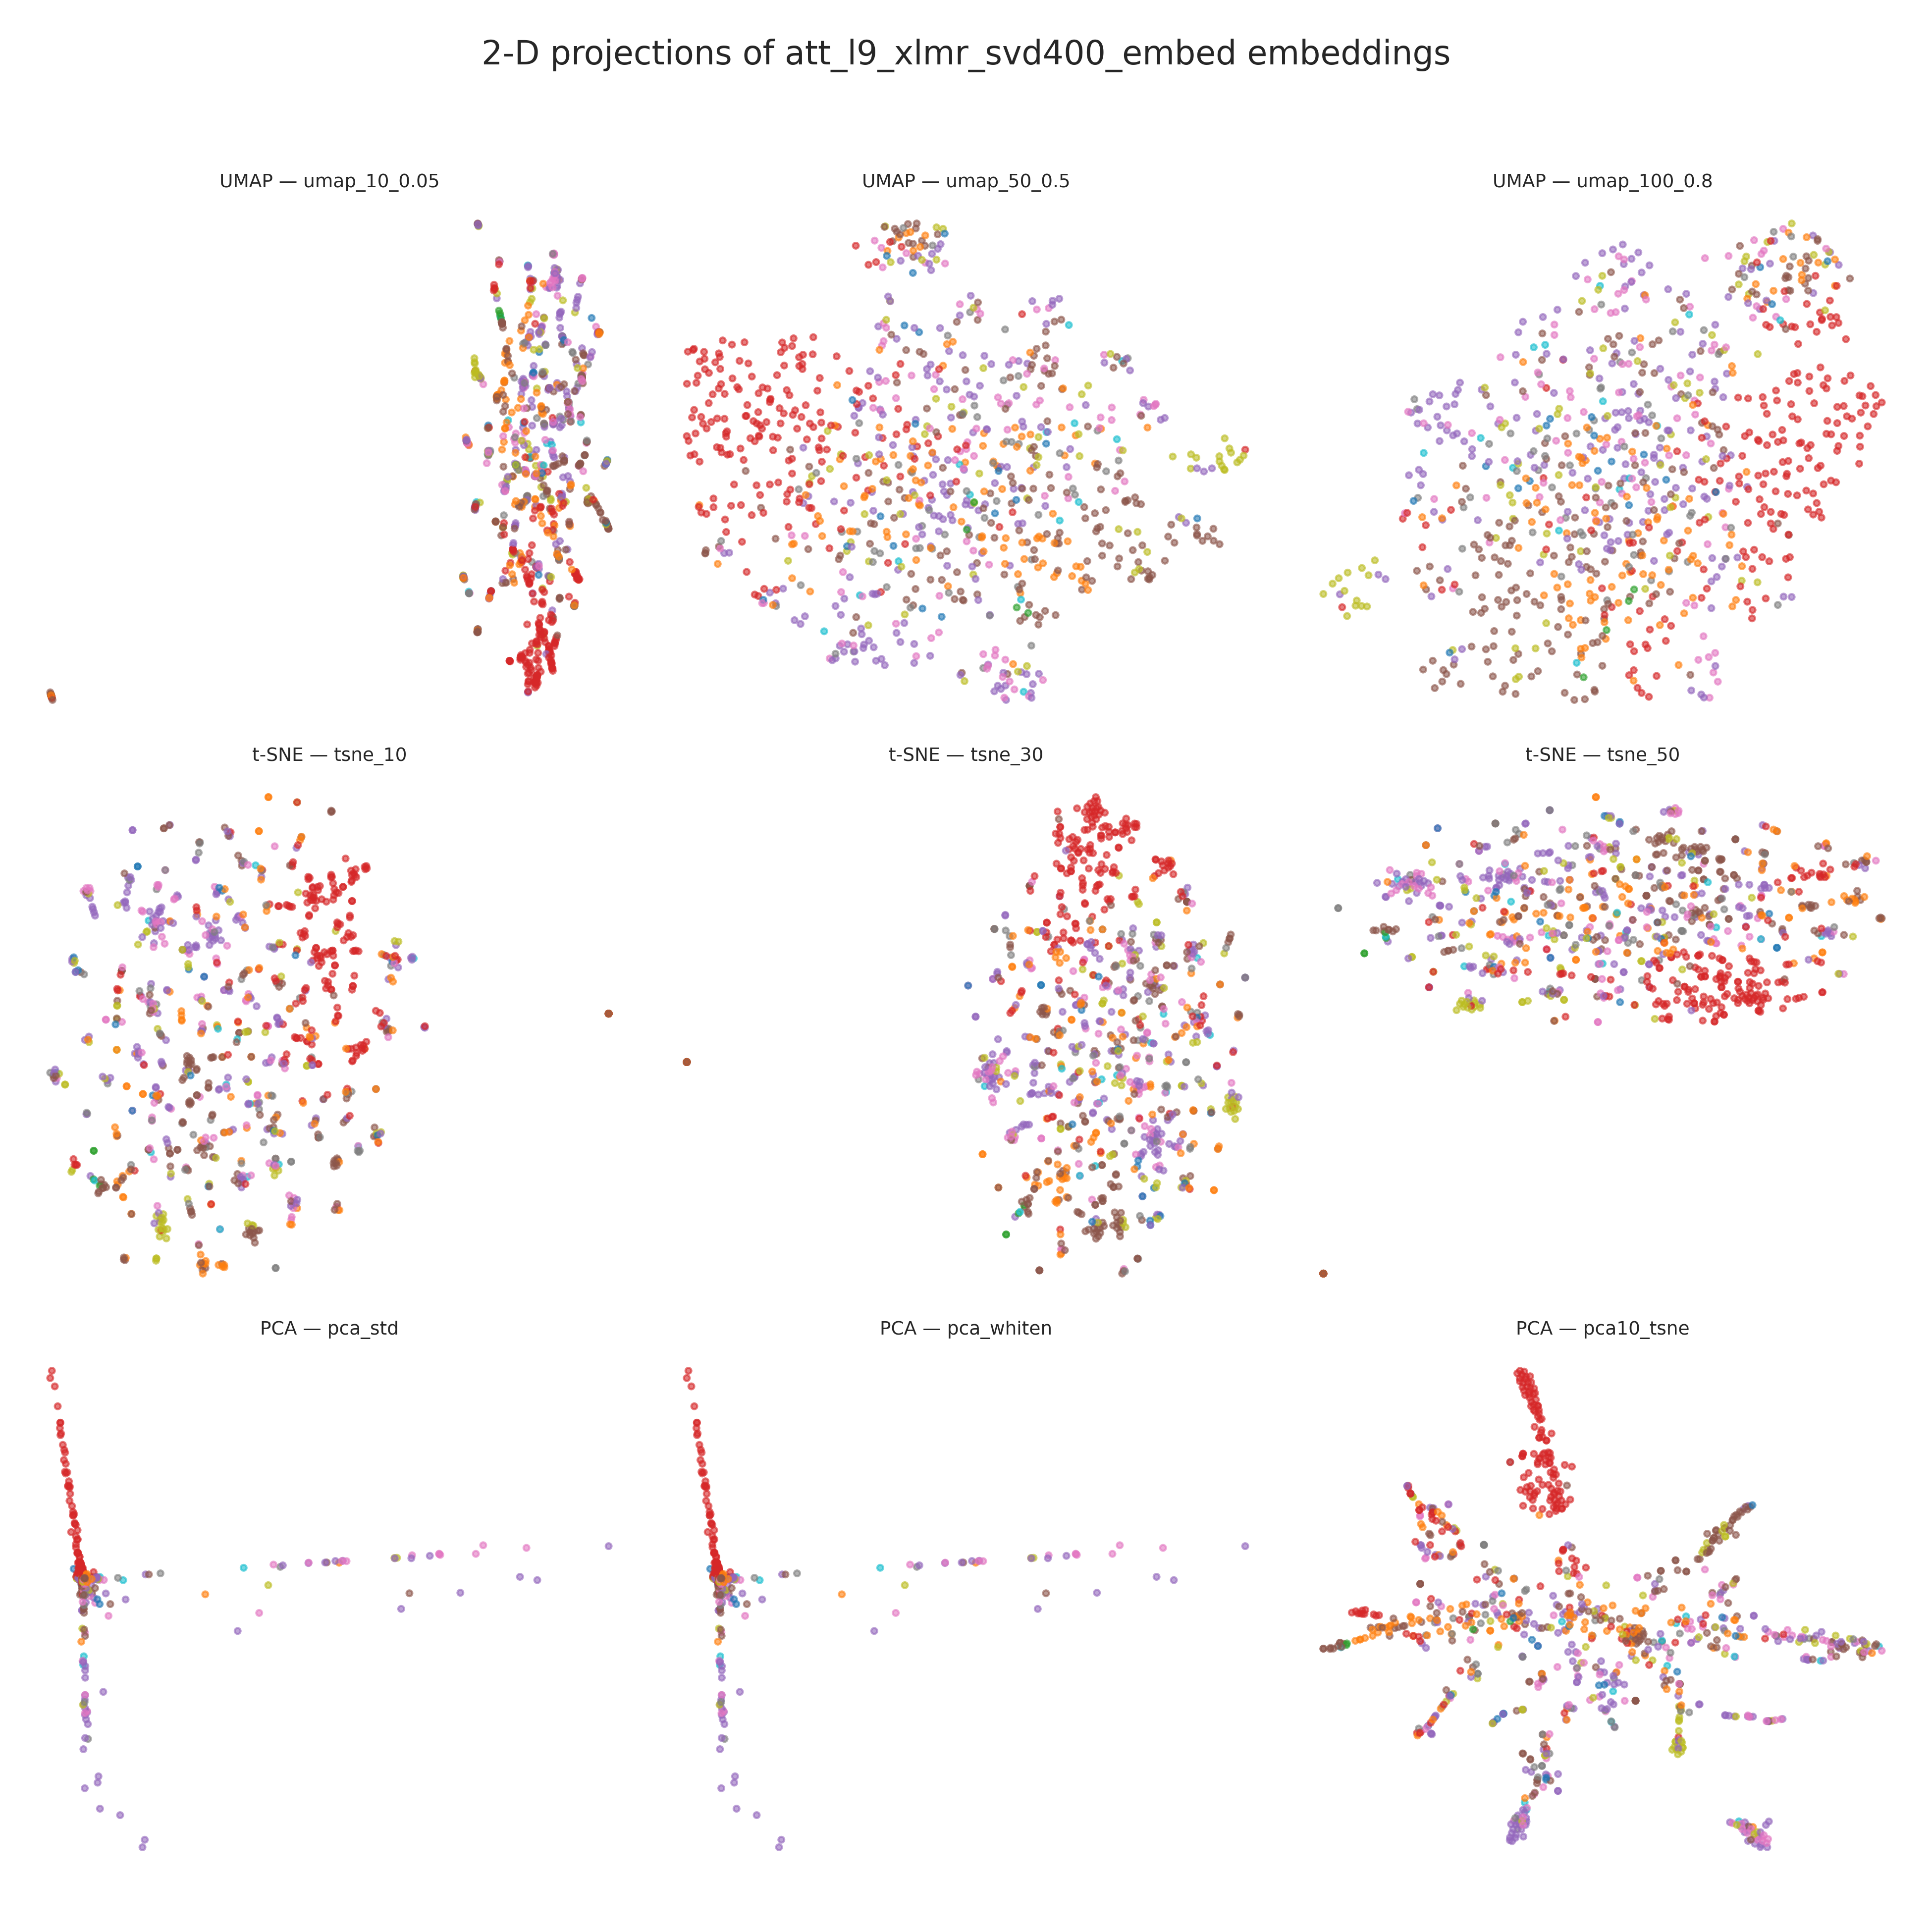 2-D projections of att_l9_xlmr_svd400_embed embeddings
UMAP — umap_10_0.05
UMAP — umap_50_0.5
UMAP — umap_100_0.8
t-SNE — tsne_10
t-SNE — tsne_30
t-SNE — tsne_50
PCA — pca_std
PCA — pca_whiten
PCA — pca10_tsne